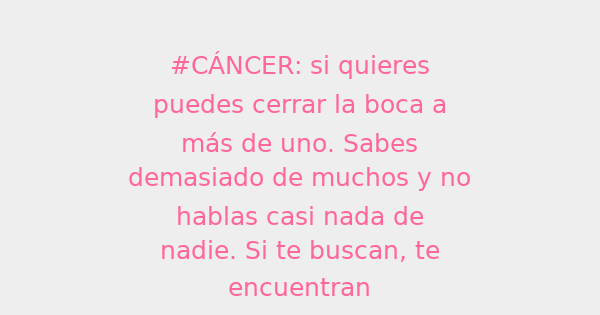 #CÁNCER: si quieres
puedes cerrar la boca a
más de uno. Sabes
demasiado de muchos y no
hablas casi nada de
nadie. Si te buscan, te
encuentran